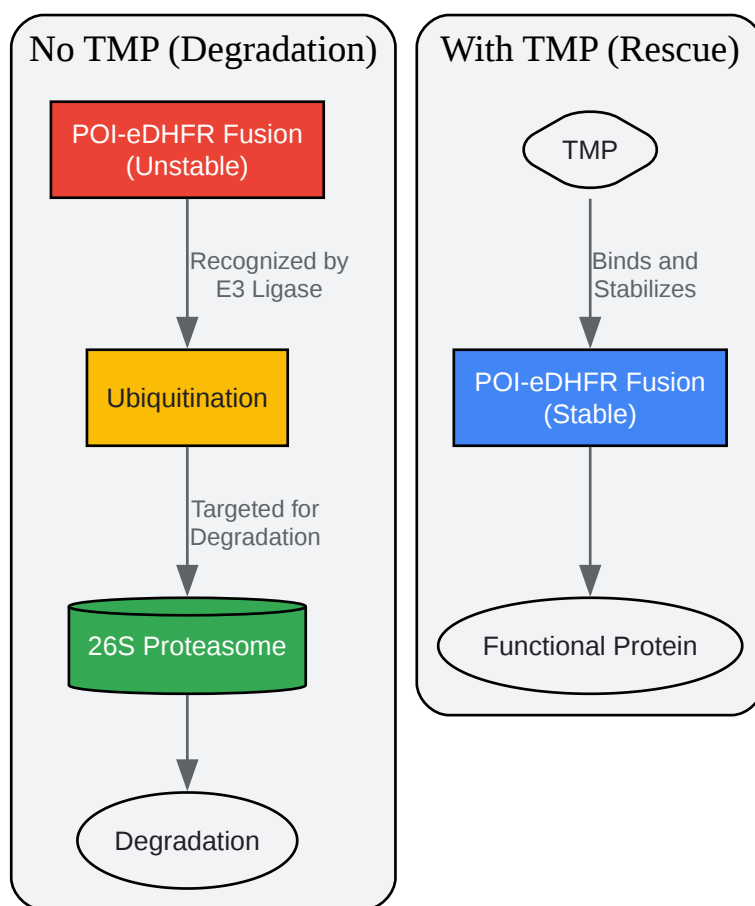 No TMP (Degradation)
POI-eDHFR Fusion
(Unstable)
Recognized by
E3 Ligase
Ubiquitination
Targeted for
Degradation
26S Proteasome
Degradation
With TMP (Rescue)
TMP
Binds and
Stabilizes
POI-eDHFR Fusion
(Stable)
Functional Protein